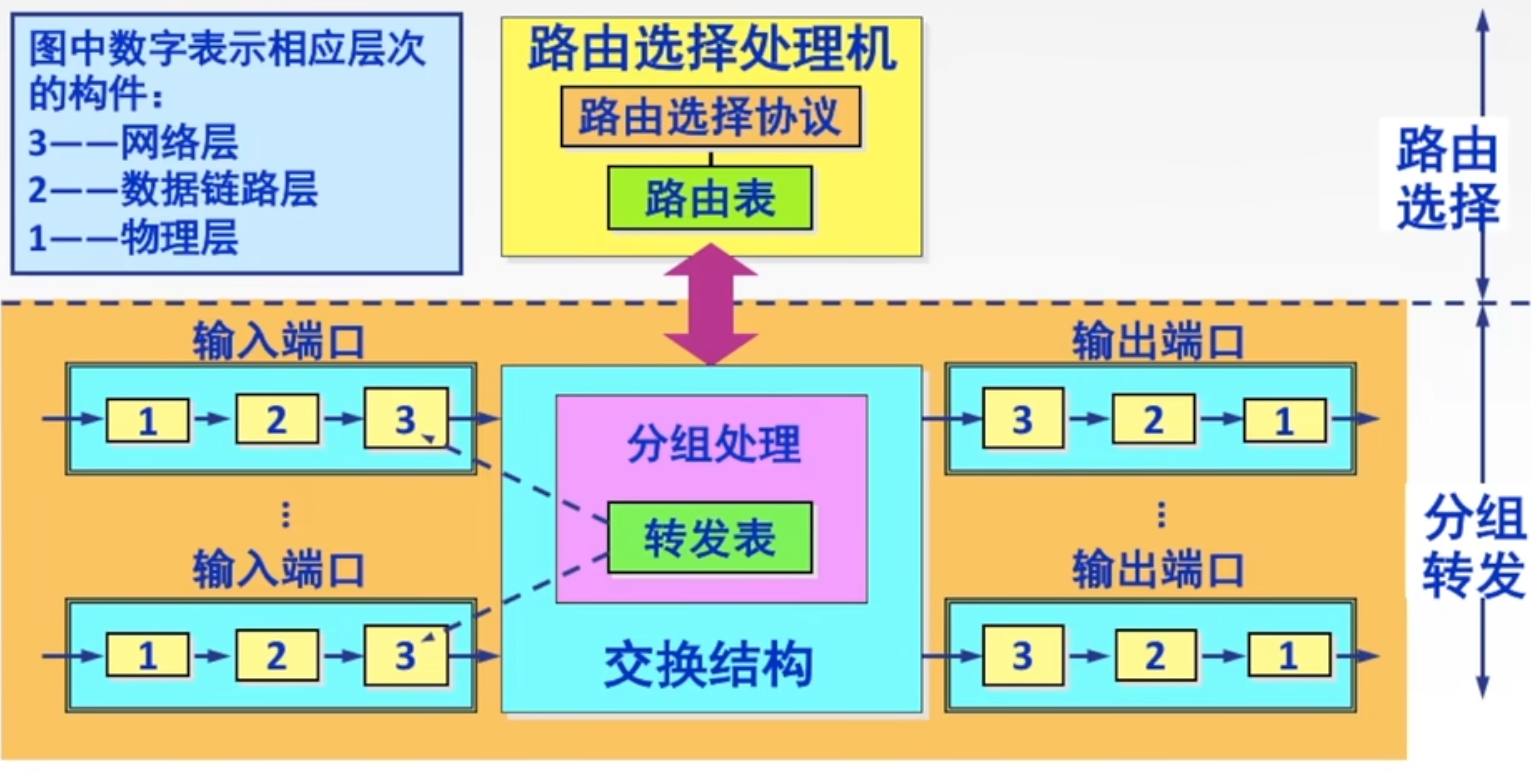 图中数字表示相应层次
的构件：
3——网络层
2——数据链路层
1——物理层
路由选择处理机
路由选择协议
路由表
路由
选择
输入端口
1 2 3
⋮
输入端口
1 2 3
分组处理
转发表
交换结构
输出端口
3 2 1
⋮
输出端口
3 2 1
分组
转发